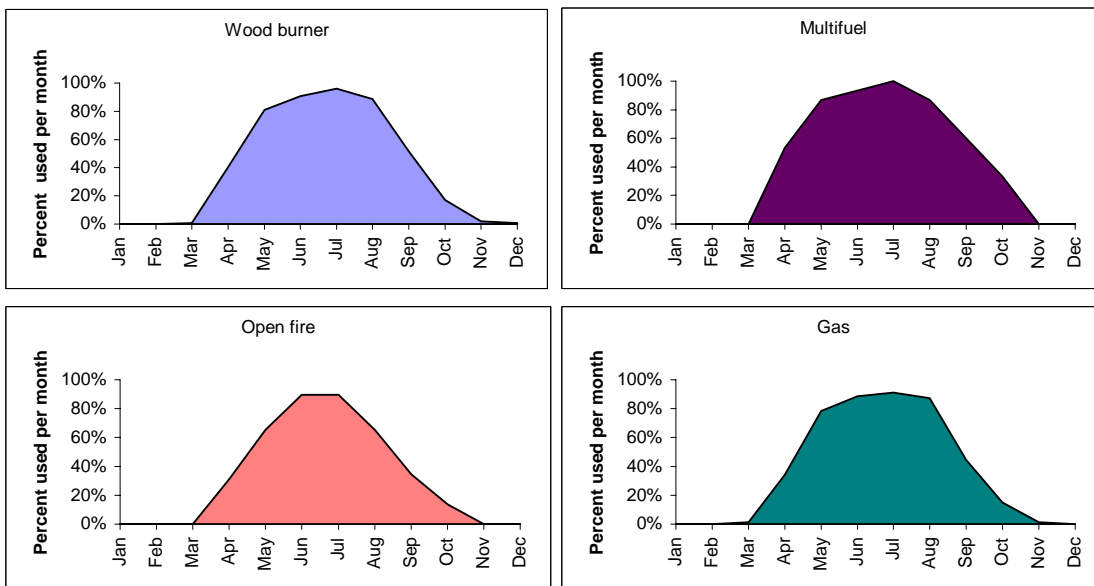 Wood burner
Percent used per month
100%
80%
60%
40%
20%
0%
Jan
Feb
Mar
Apr
May
Jun
Jul
Aug
Sep
Oct
Nov
Dec
Multifuel
Percent used per month
100%
80%
60%
40%
20%
0%
Jan
Feb
Mar
Apr
May
Jun
Jul
Aug
Sep
Oct
Nov
Dec
Open fire
Percent used per month
100%
80%
60%
40%
20%
0%
Jan
Feb
Mar
Apr
May
Jun
Jul
Aug
Sep
Oct
Nov
Dec
Gas
Percent used per month
100%
80%
60%
40%
20%
0%
Jan
Feb
Mar
Apr
May
Jun
Jul
Aug
Sep
Oct
Nov
Dec